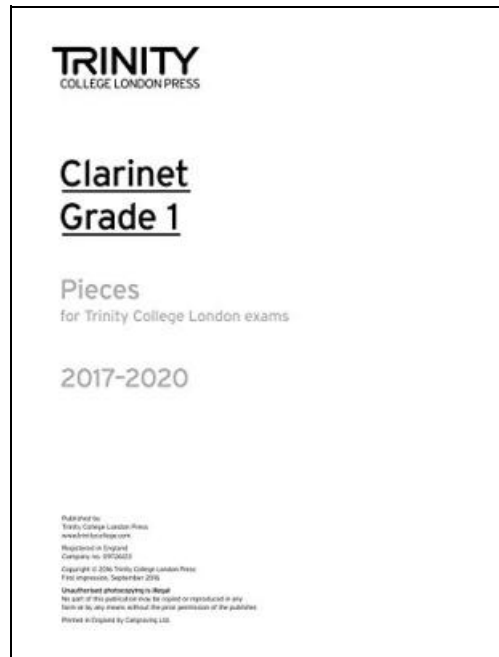 TRINITY
COLLEGE LONDON PRESS
Clarinet
Grade 1
Pieces
for Trinity College London exams
2017–2020
Published by
Trinity College London Press
www.trinitycollege.com
Registered in England
Company no. 09726123
Copyright © 2016 Trinity College London Press
First impression, September 2016
Unauthorised photocopying is illegal
No part of this publication may be copied or reproduced in any
form or by any means without the prior permission of the publisher.
Printed in England by Caligraving Ltd.